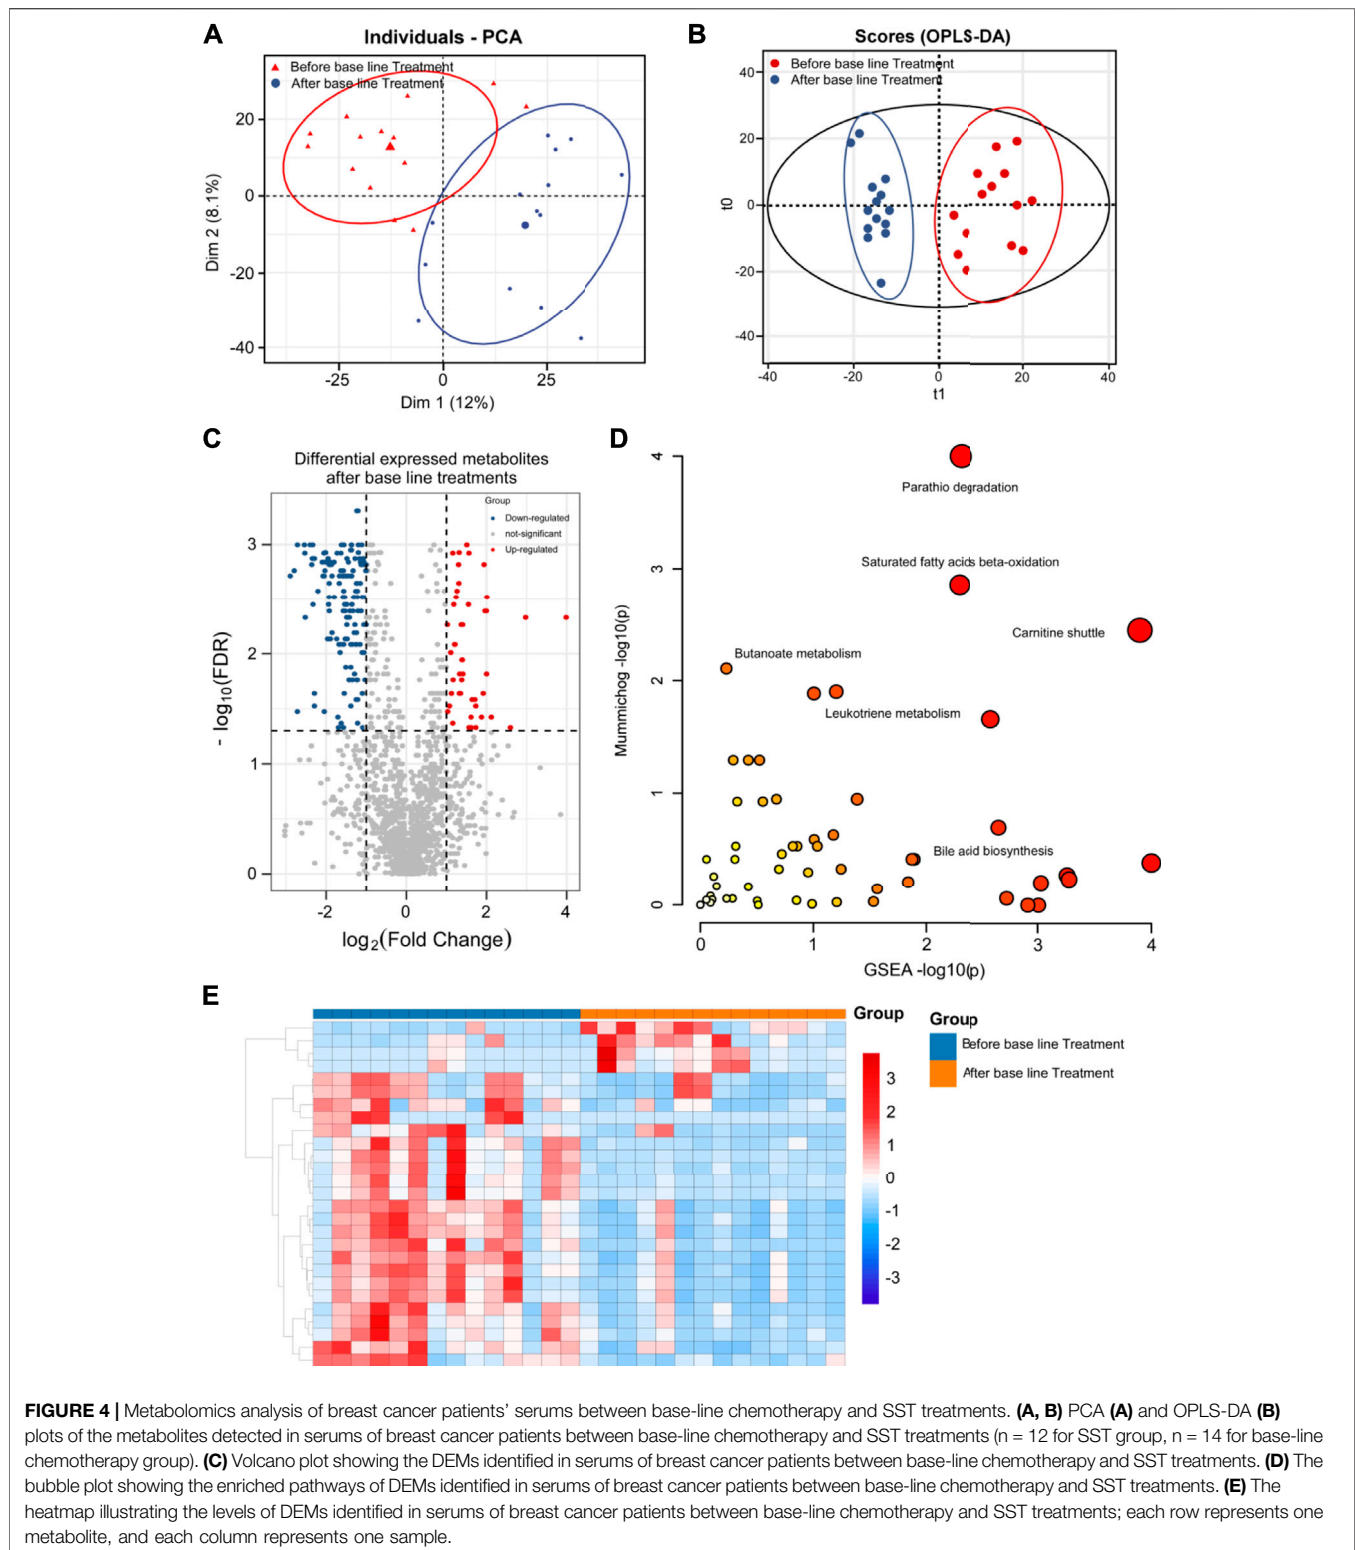 A
Individuals - PCA
Before base line Treatment
After base line Treatment
20
0
-20
-40
-25
0
25
Dim 2 (8.1%)
Dim 1 (12%)
B
Scores (OPLS-DA)
Before base line Treatment
After base line Treatment
40
20
0
-20
-40
-40
-20
0
20
40
t0
t1
C
Differential expressed metabolites
after base line treatments
Group
Down-regulated
not-significant
Up-regulated
3
2
1
0
-2
0
2
4
- log10(FDR)
log2(Fold Change)
D
4
3
2
1
0
Mummichog -log10(p)
Parathio degradation
Saturated fatty acids beta-oxidation
Carnitine shuttle
Butanoate metabolism
Leukotriene metabolism
Bile acid biosynthesis
0
1
2
3
4
GSEA -log10(p)
E
Group
3
2
1
0
-1
-2
-3
Group
Before base line Treatment
After base line Treatment
FIGURE 4 | Metabolomics analysis of breast cancer patients’ serums between base-line chemotherapy and SST treatments. (A, B) PCA (A) and OPLS-DA (B)
plots of the metabolites detected in serums of breast cancer patients between base-line chemotherapy and SST treatments (n = 12 for SST group, n = 14 for base-line
chemotherapy group). (C) Volcano plot showing the DEMs identified in serums of breast cancer patients between base-line chemotherapy and SST treatments. (D) The
bubble plot showing the enriched pathways of DEMs identified in serums of breast cancer patients between base-line chemotherapy and SST treatments. (E) The
heatmap illustrating the levels of DEMs identified in serums of breast cancer patients between base-line chemotherapy and SST treatments; each row represents one
metabolite, and each column represents one sample.